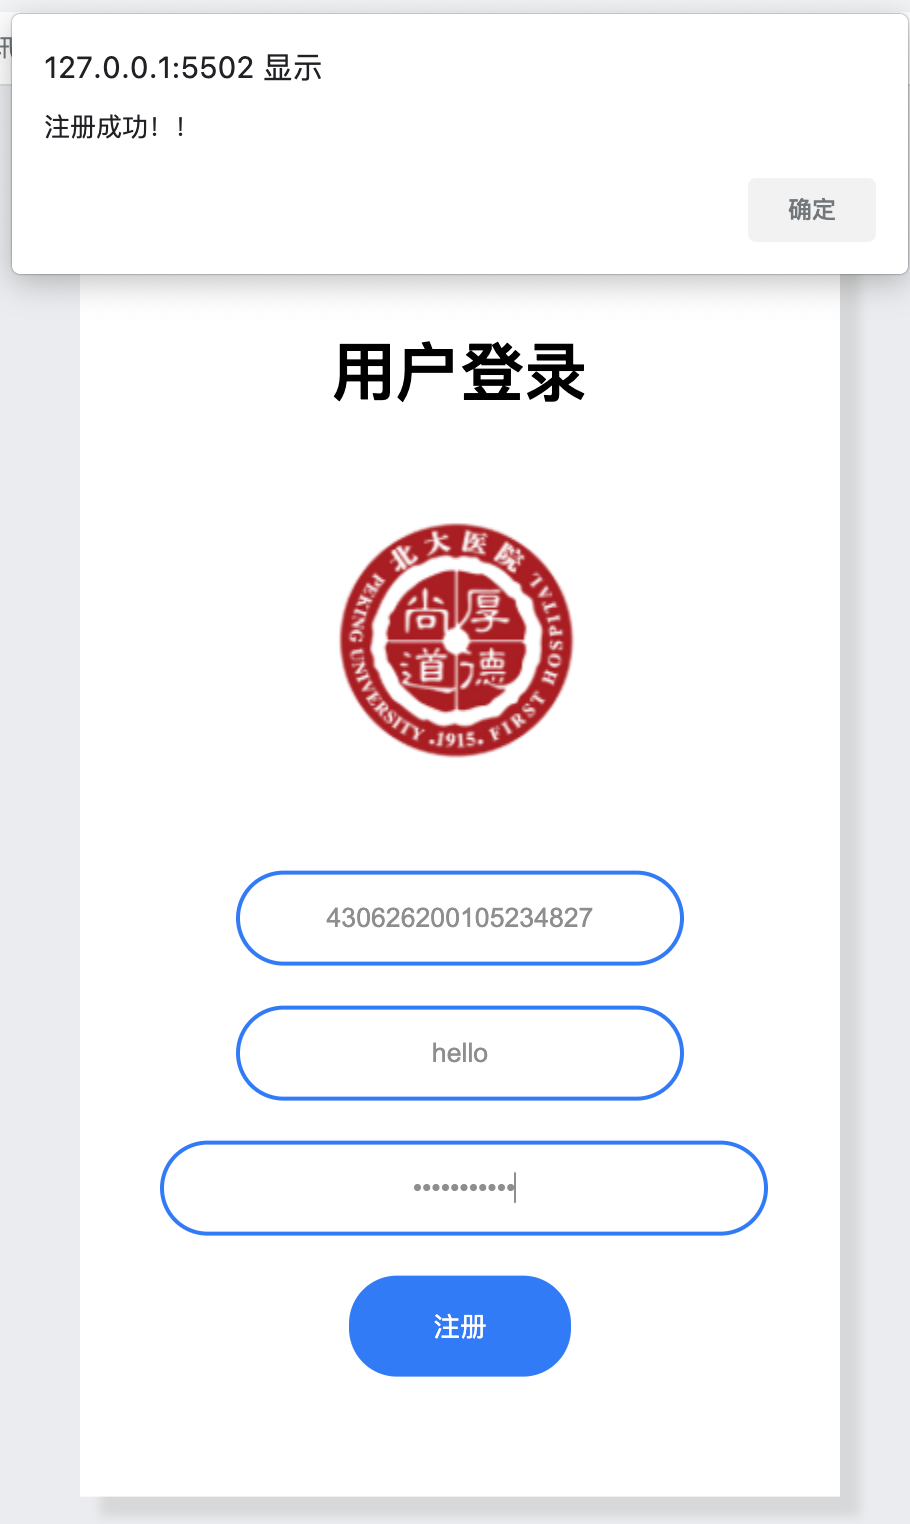 讯
127.0.0.1:5502 显示
注册成功！！
确定
用户登录
北大医院
尚厚
道德
PEKING UNIVERSITY ·1915· FIRST HOSPITAL
430626200105234827
hello
•••••••••••
注册